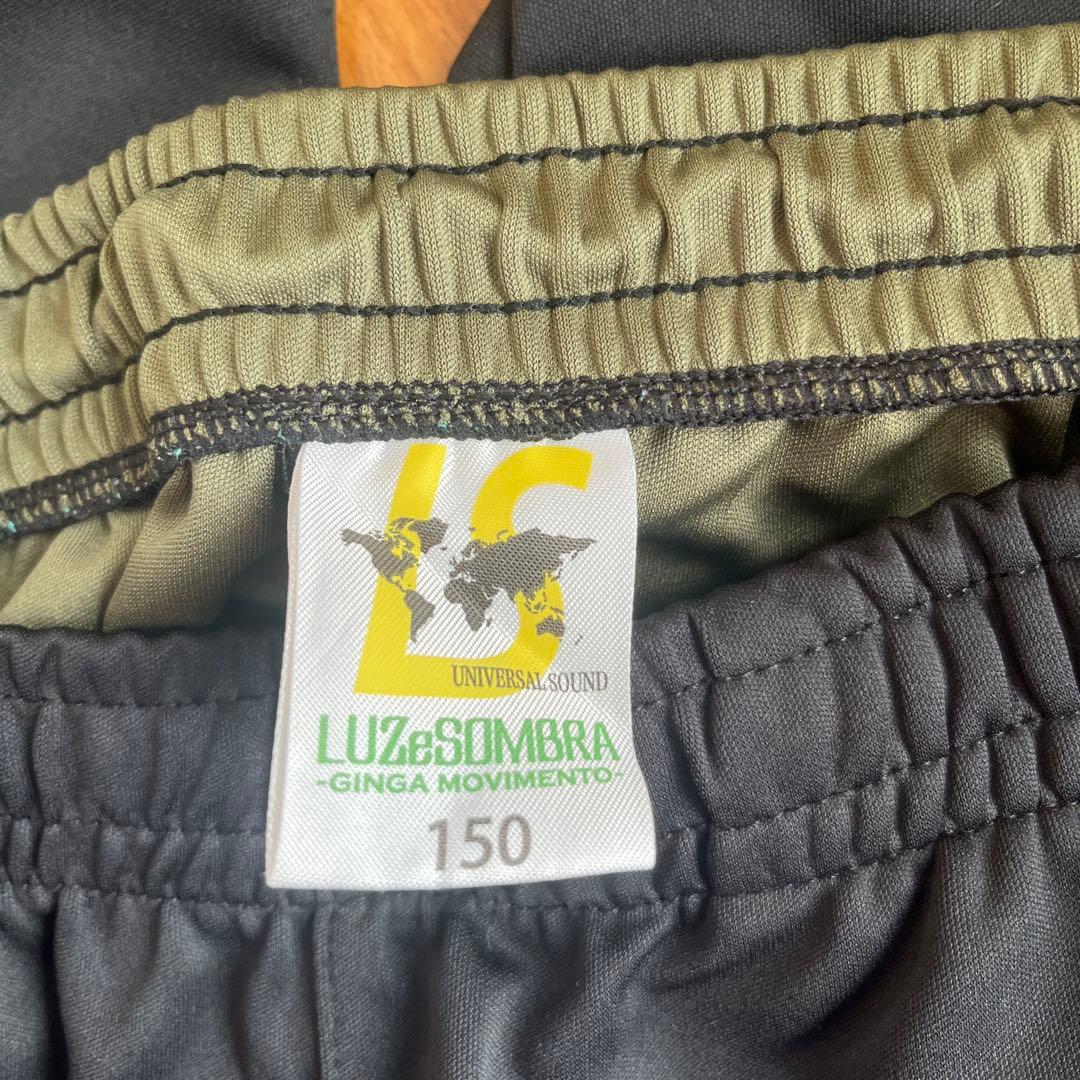 LS
UNIVERSAL SOUND
LUZeSOMBRA
-GINGA MOVIMENTO-
150